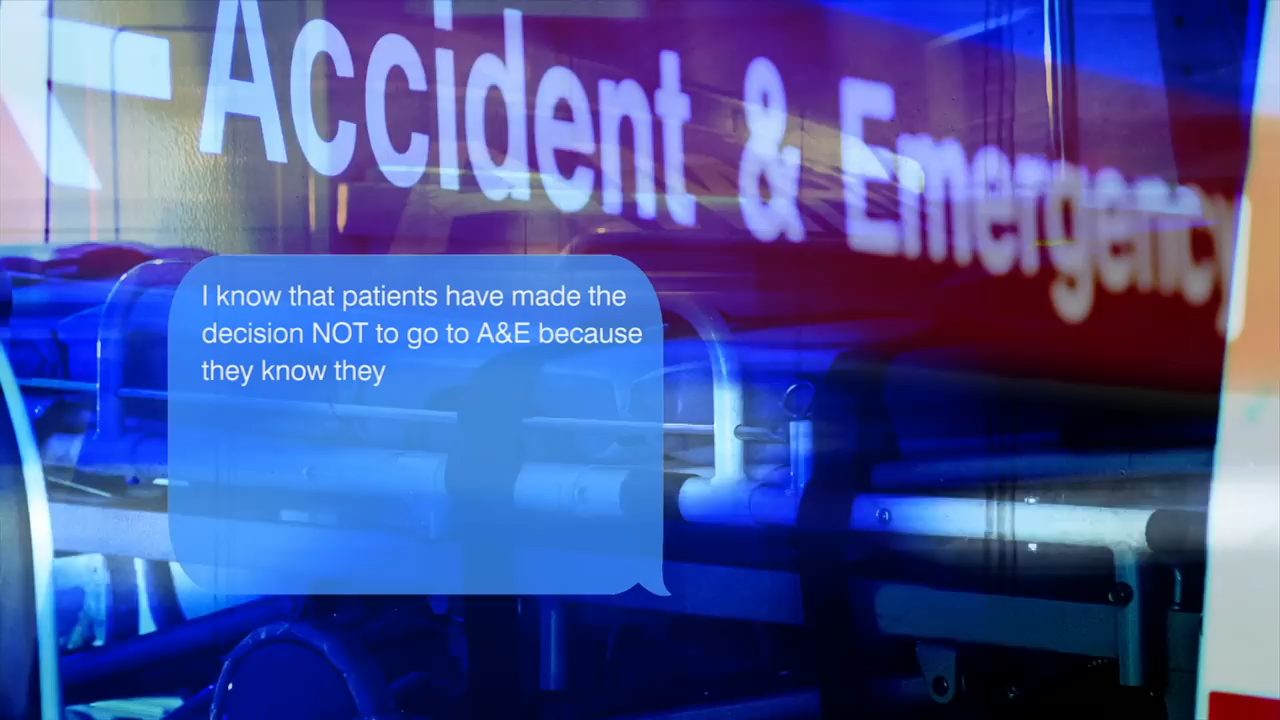 Accident & Emergency
I know that patients have made the
decision NOT to go to A&E because
they know they